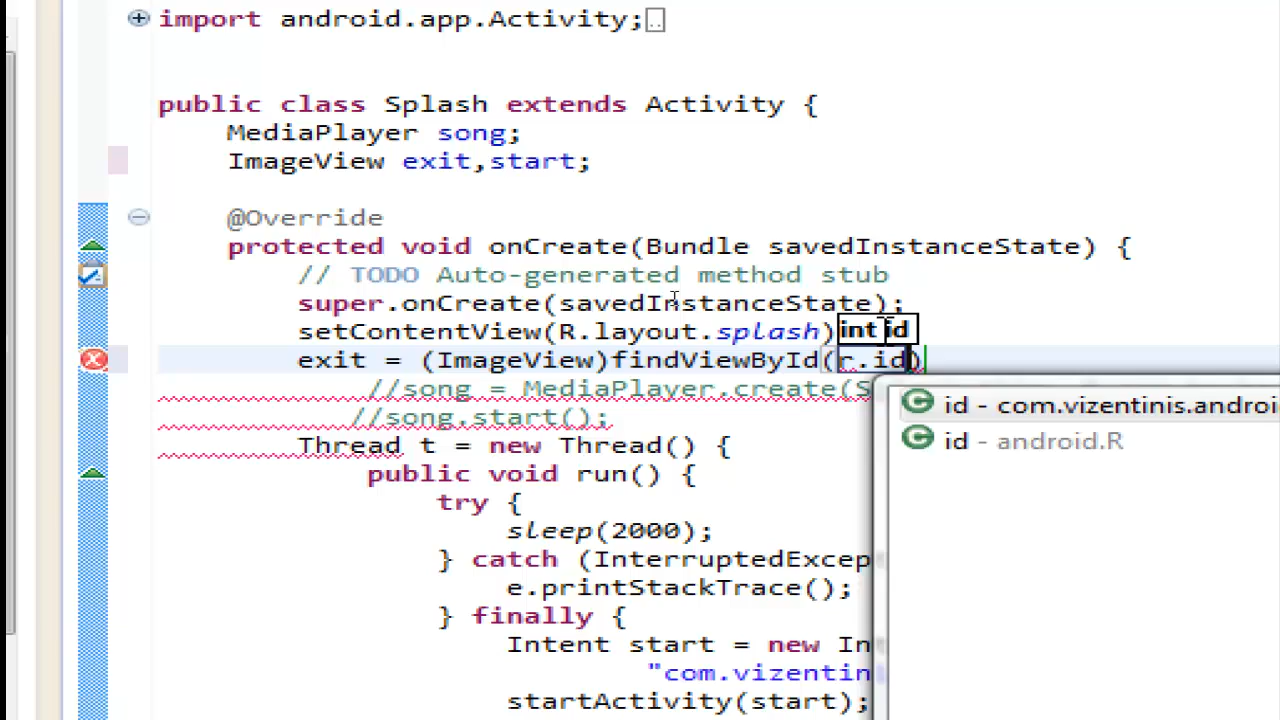 import android.app.Activity;
public class Splash extends Activity {
MediaPlayer song;
ImageView exit,start;
@Override
protected void onCreate(Bundle savedInstanceState) {
// TODO Auto-generated method stub
super.onCreate(savedInstanceState);
setContentView(R.layout.splash)
int id
exit = (ImageView)findViewById(r.id)
//song = MediaPlayer.create(S
id - com.vizentinis.androi
//song.start();
id - android.R
Thread t = new Thread() {
public void run() {
try {
sleep(2000);
} catch (InterruptedExcep
e.printStackTrace();
} finally {
Intent start = new In
"com.vizentin
startActivity(start);